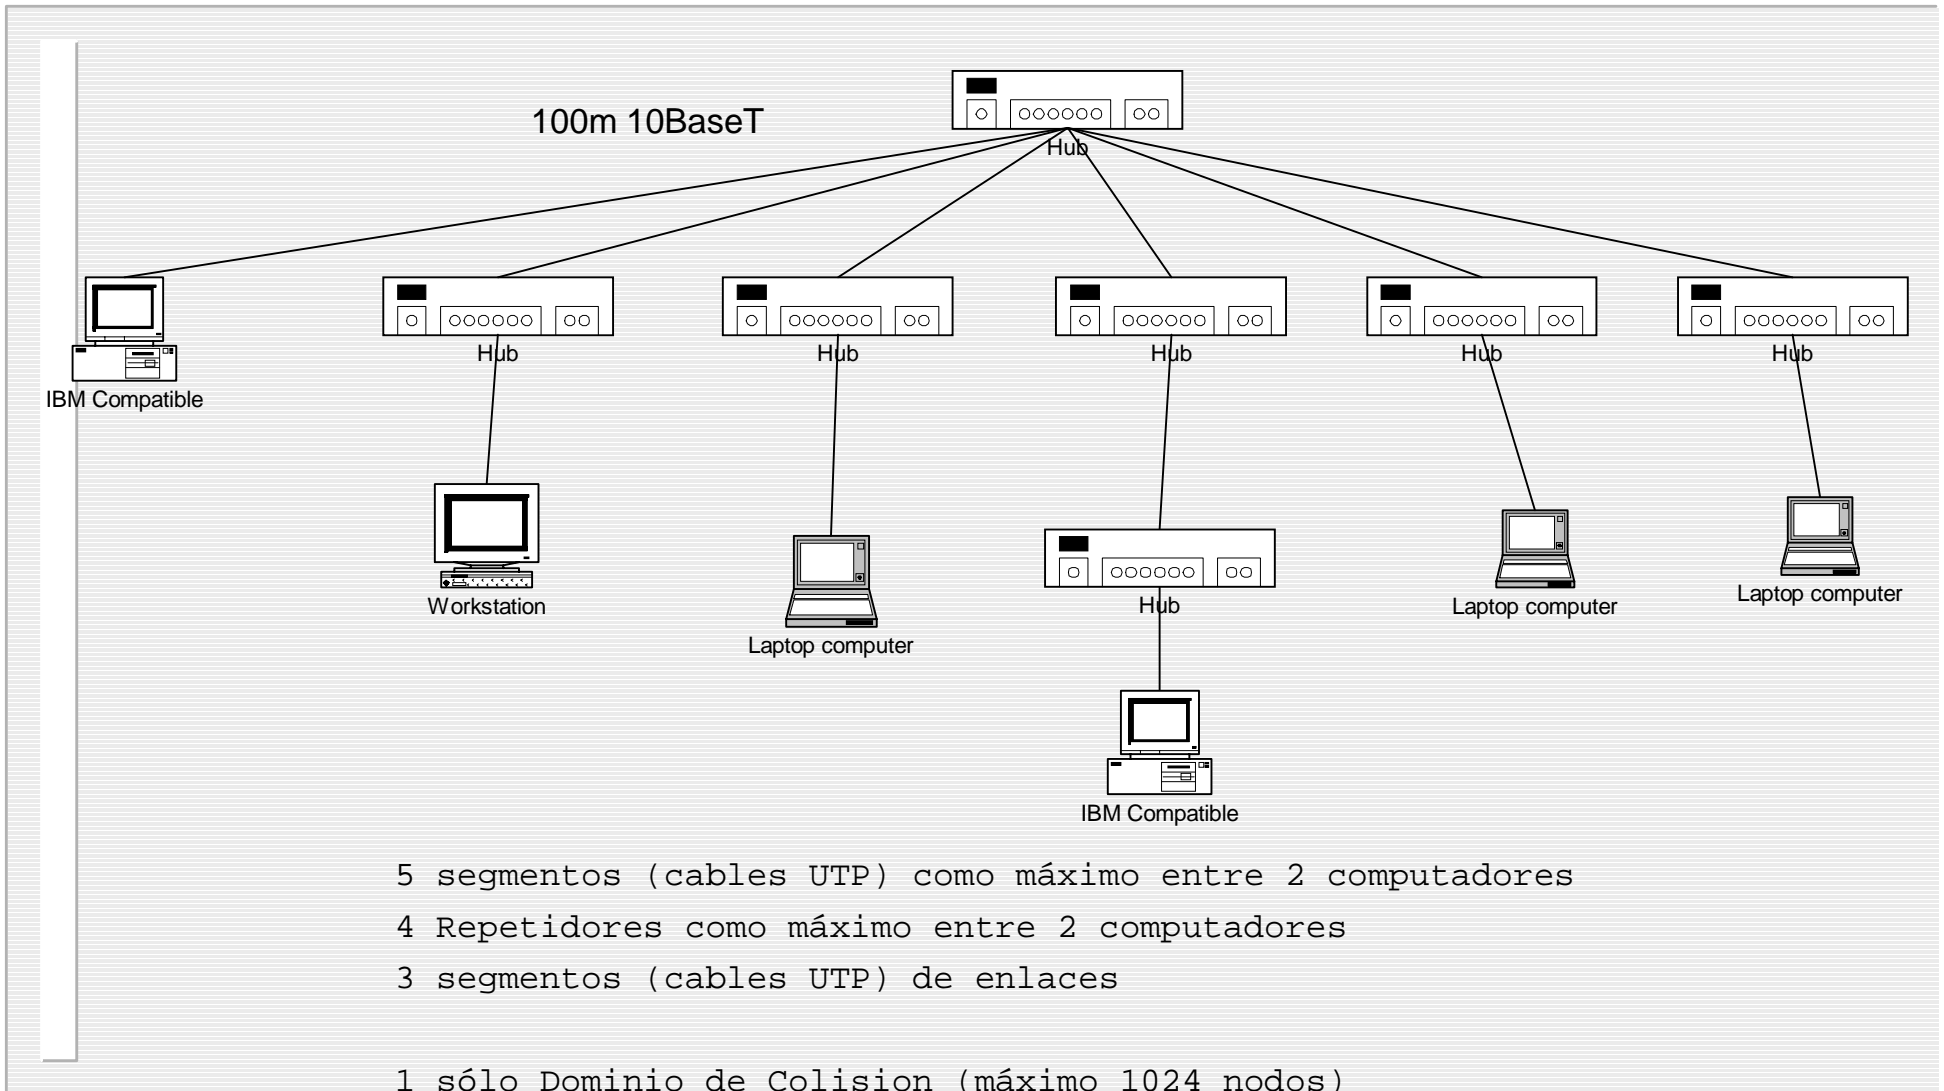 100m 10BaseT
Hub
IBM Compatible
Hub
Hub
Hub
Hub
Hub
Workstation
Laptop computer
Hub
Laptop computer
Laptop computer
IBM Compatible
5 segmentos (cables UTP) como máximo entre 2 computadores
4 Repetidores como máximo entre 2 computadores
3 segmentos (cables UTP) de enlaces
1 sólo Dominio de Colision (máximo 1024 nodos)